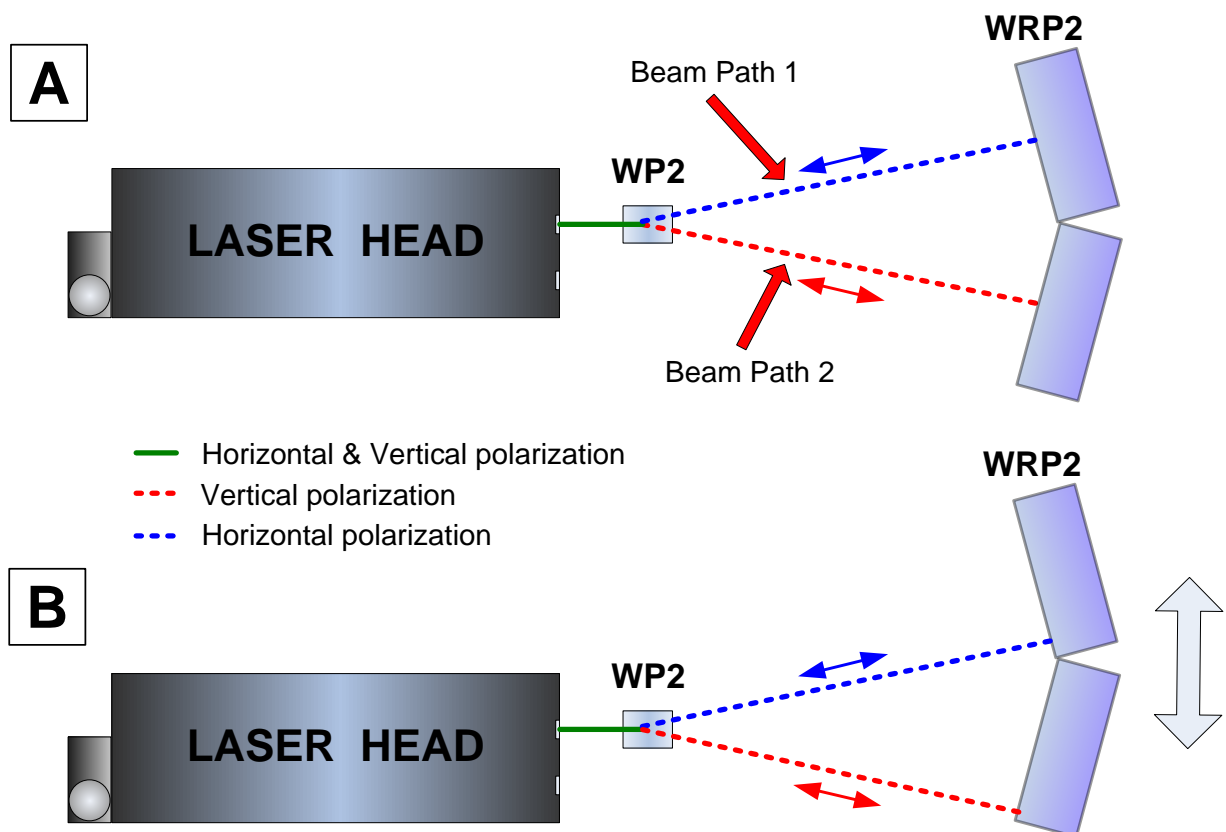 WRP2
A
Beam Path 1
WP2
LASER HEAD
Beam Path 2
Horizontal & Vertical polarization
Vertical polarization
Horizontal polarization
WRP2
B
WP2
LASER HEAD